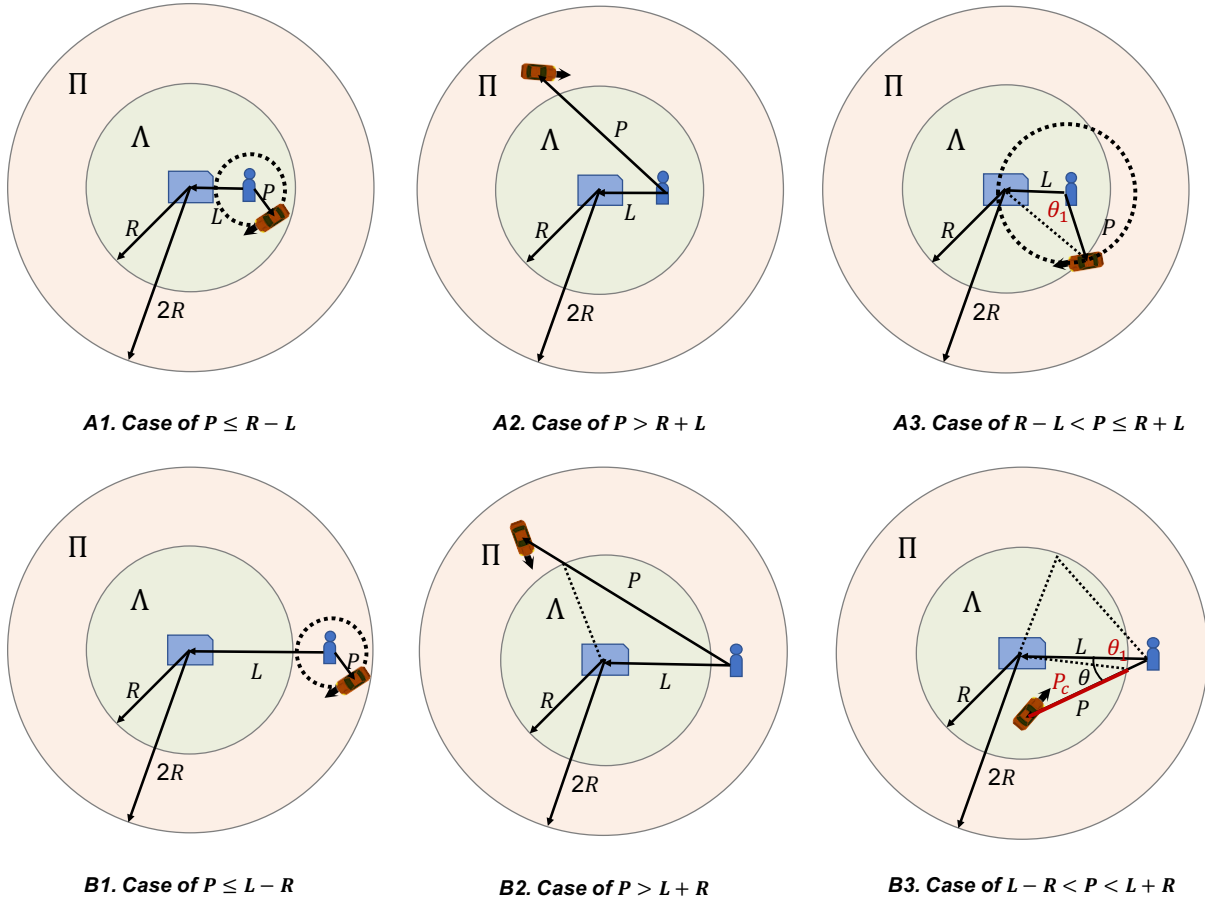 Π
Λ
P
L
R
2R
A1. Case of P ≤ R − L
Π
Λ
P
L
R
2R
A2. Case of P > R + L
Π
Λ
L
θ₁
P
R
2R
A3. Case of R − L < P ≤ R + L
Π
Λ
P
L
R
2R
B1. Case of P ≤ L − R
Π
Λ
P
L
R
2R
B2. Case of P > L + R
Π
Λ
L
θ₁
θ
P_c
P
R
2R
B3. Case of L − R < P < L + R